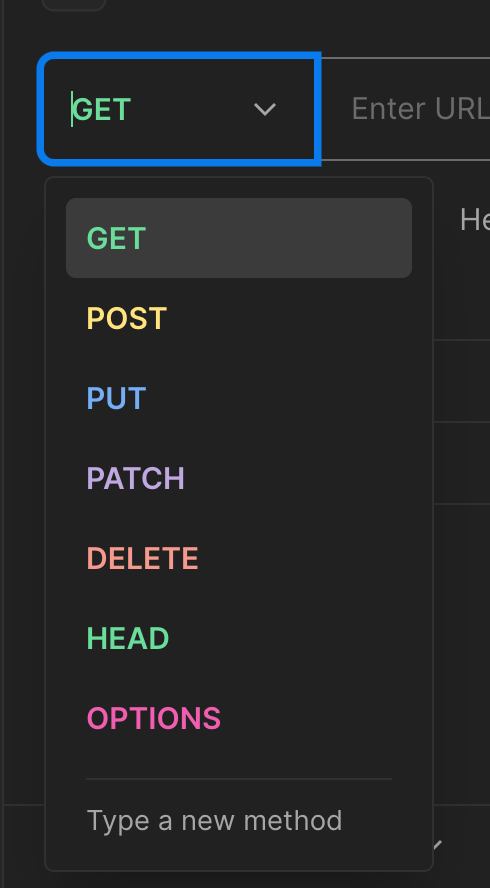 GET
Enter URL
He
GET
POST
PUT
PATCH
DELETE
HEAD
OPTIONS
Type a new method